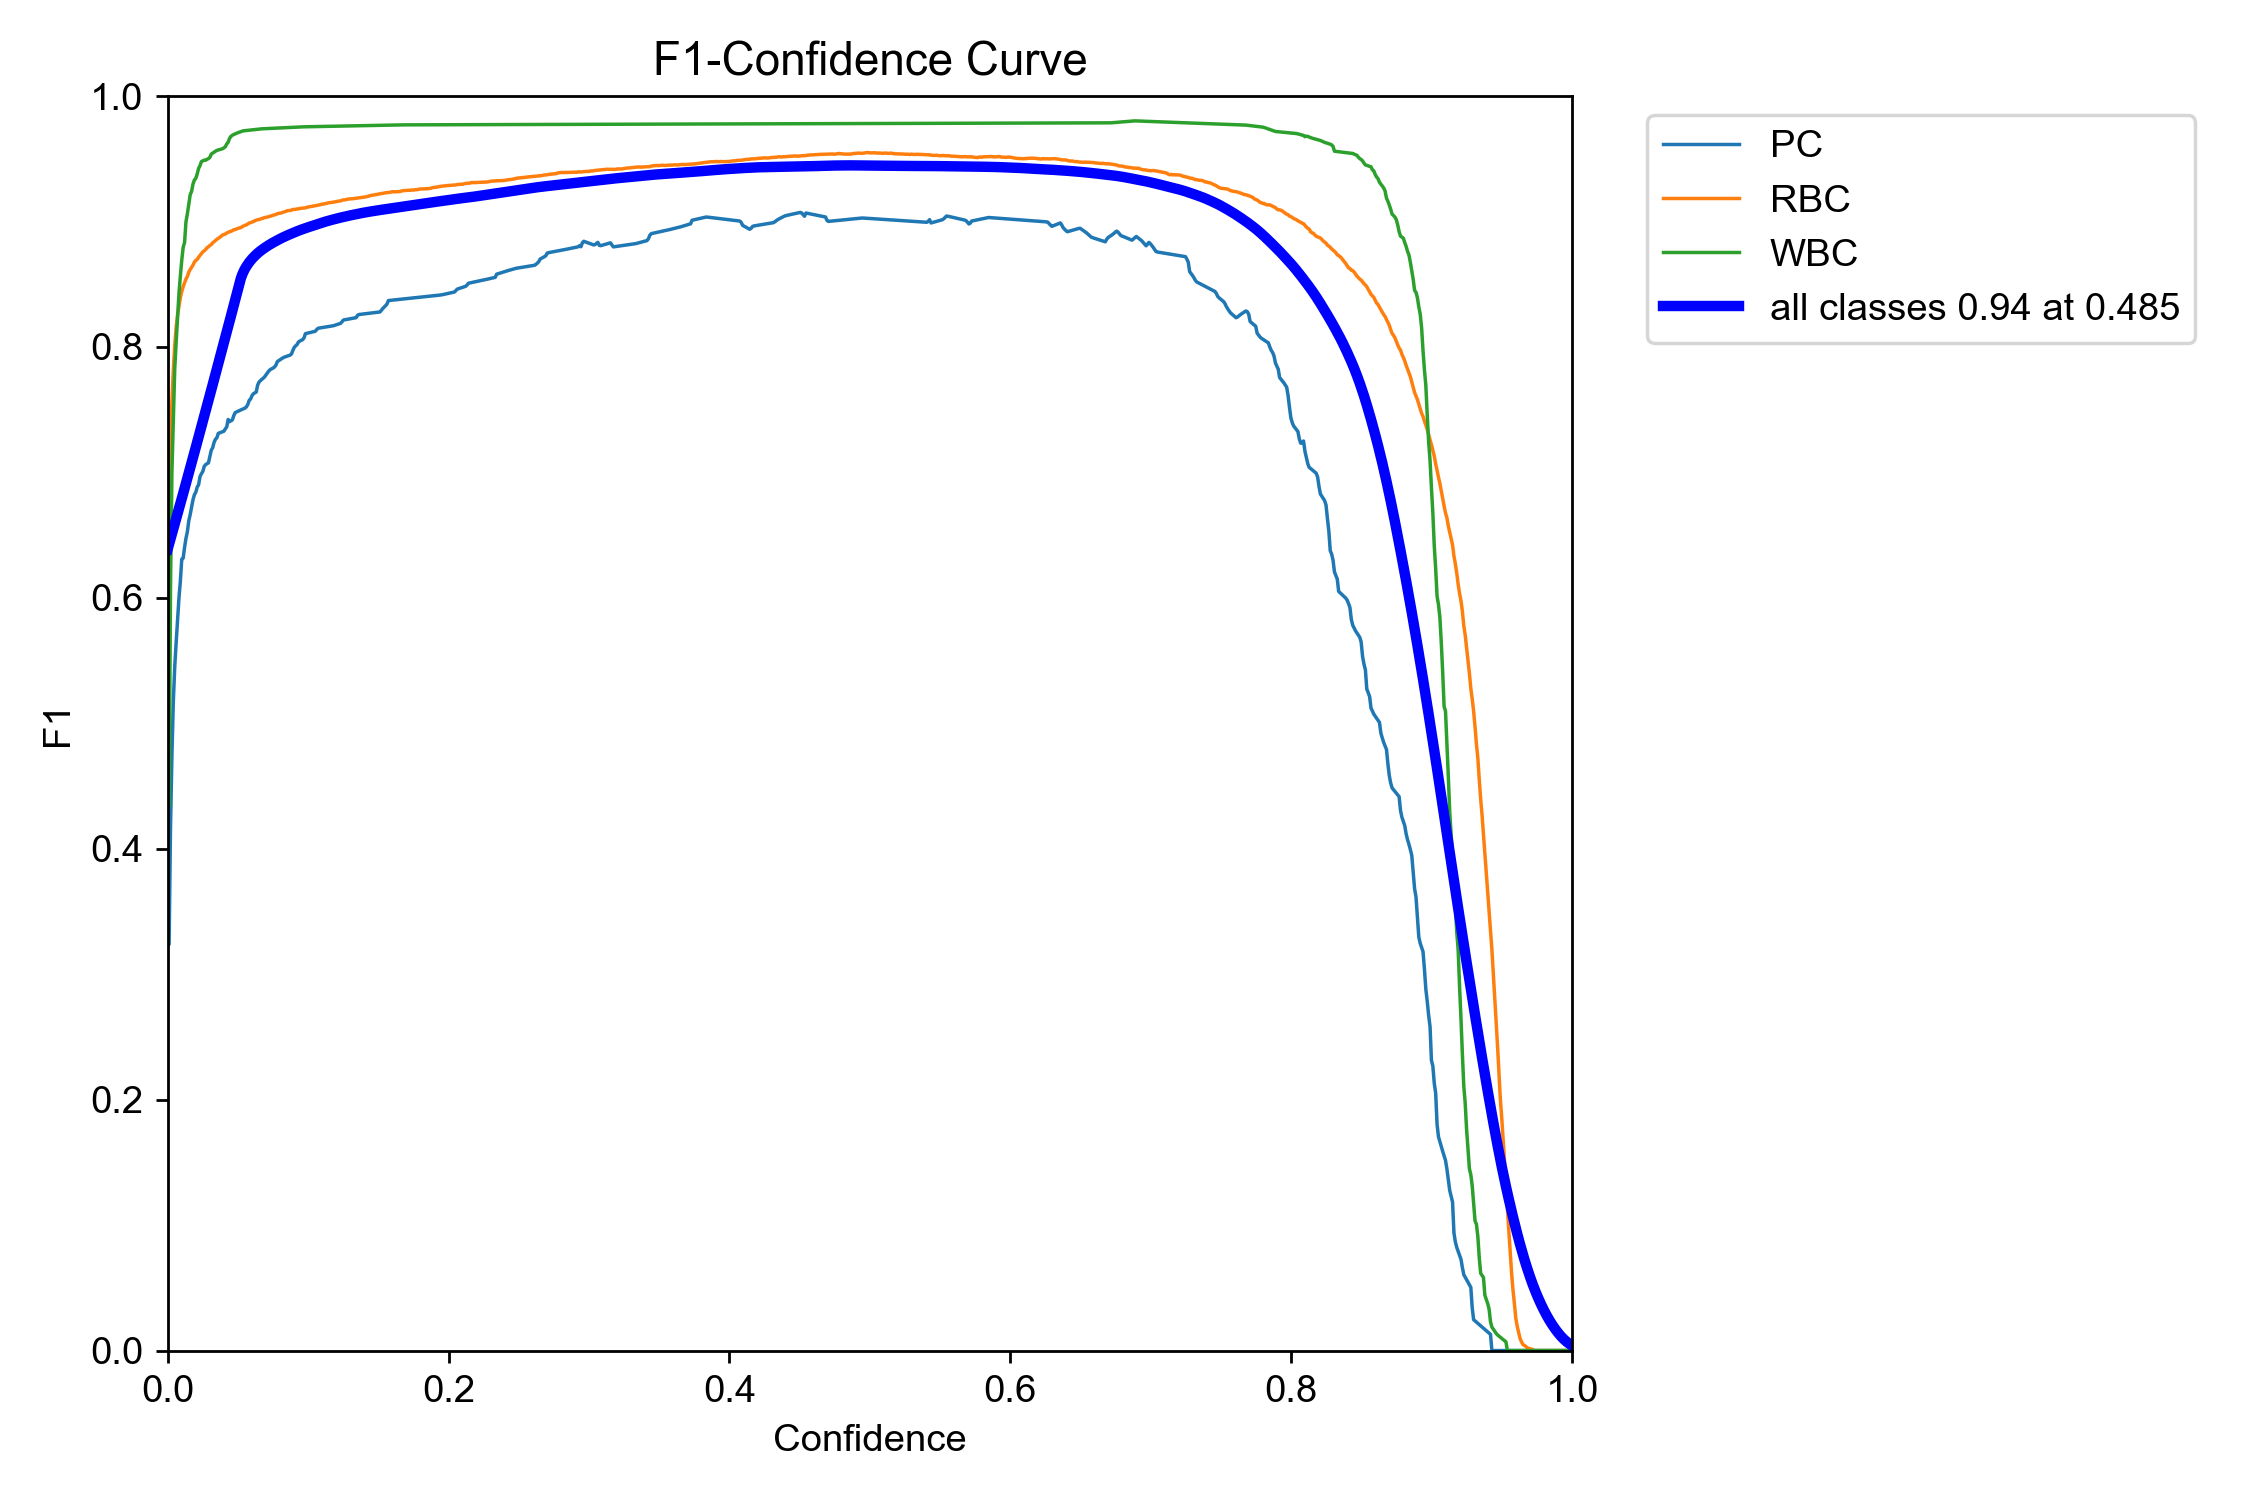 F1-Confidence Curve
1.0
0.8
0.6
0.4
0.2
0.0
F1
0.0 0.2 0.4 0.6 0.8 1.0
Confidence
PC
RBC
WBC
all classes 0.94 at 0.485